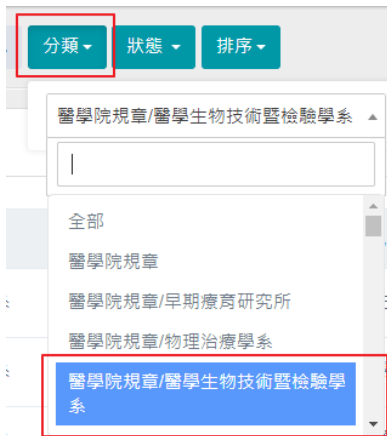 分類
狀態
排序
醫學院規章/醫學生物技術暨檢驗學系
全部
醫學院規章
醫學院規章/早期療育研究所
醫學院規章/物理治療學系
醫學院規章/醫學生物技術暨檢驗學
系